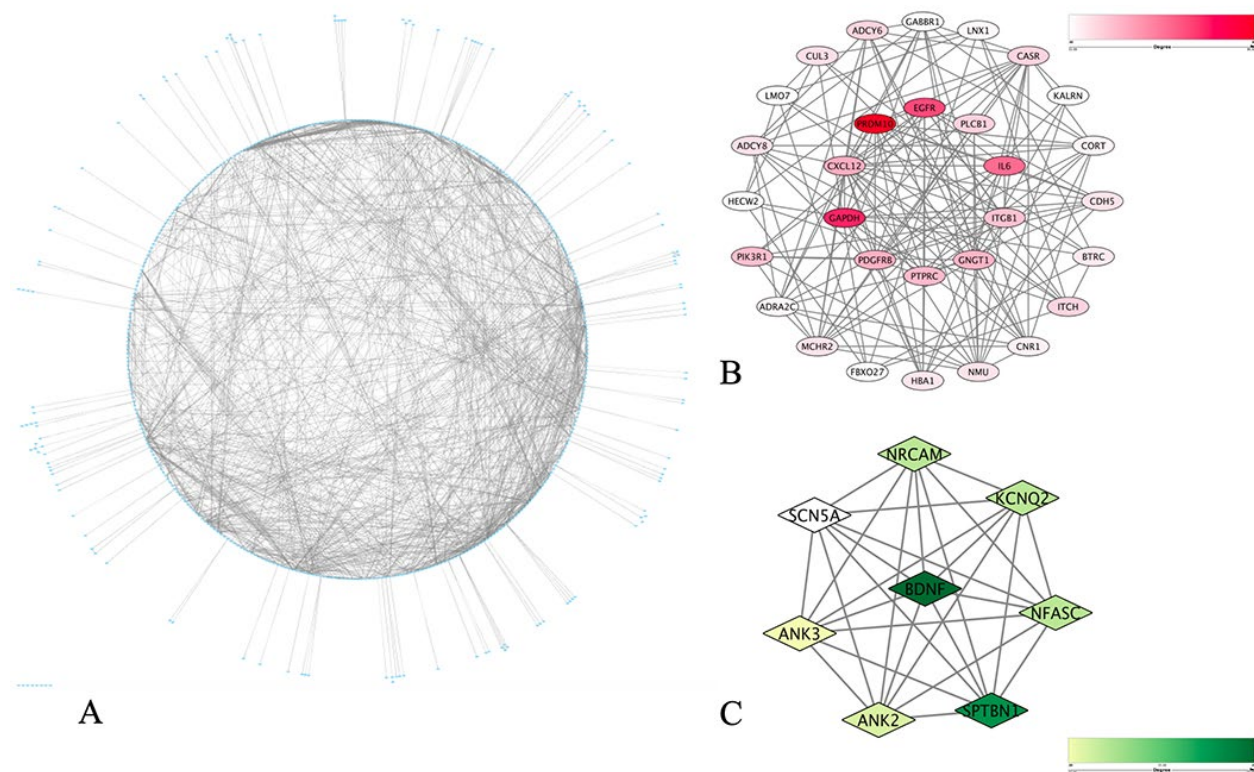 GABBR1
ADCY6
LNX1
CUL3
CASR
LMO7
KALRN
EGFR
PRDM10
PLCB1
ADCY8
CORT
CXCL12
IL6
HECW2
CDH5
GAPDH
ITGB1
PIK3R1
PDGFRB
GNGT1
BTRC
PTPRC
ADRA2C
ITCH
MCHR2
CNR1
FBXO27
HBA1
NMU
Degree
B
NRCAM
KCNQ2
SCN5A
BDNF
NFASC
ANK3
SPTBN1
ANK2
A
C
Degree